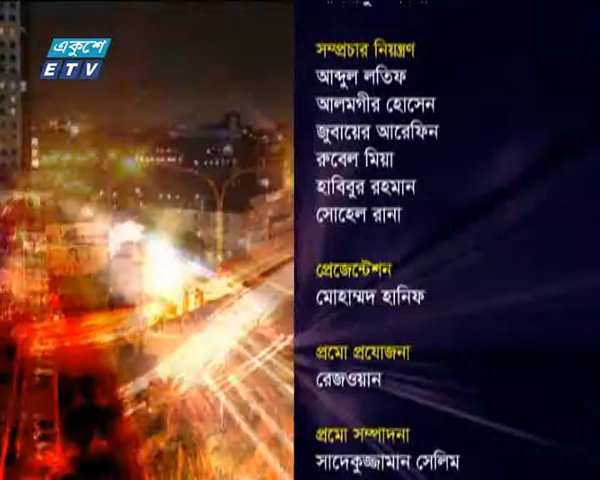 একুশে
ETV
সম্প্রচার নিয়ন্ত্রণ
আব্দুল লতিফ
আলমগীর হোসেন
জুবায়ের আরেফিন
রুবেল মিয়া
হাবিবুর রহমান
সোহেল রানা
প্রেজেন্টেশন
মোহাম্মদ হানিফ
প্রমো প্রযোজনা
রেজওয়ান
প্রমো সম্পাদনা
সাদেকুজ্জামান সেলিম